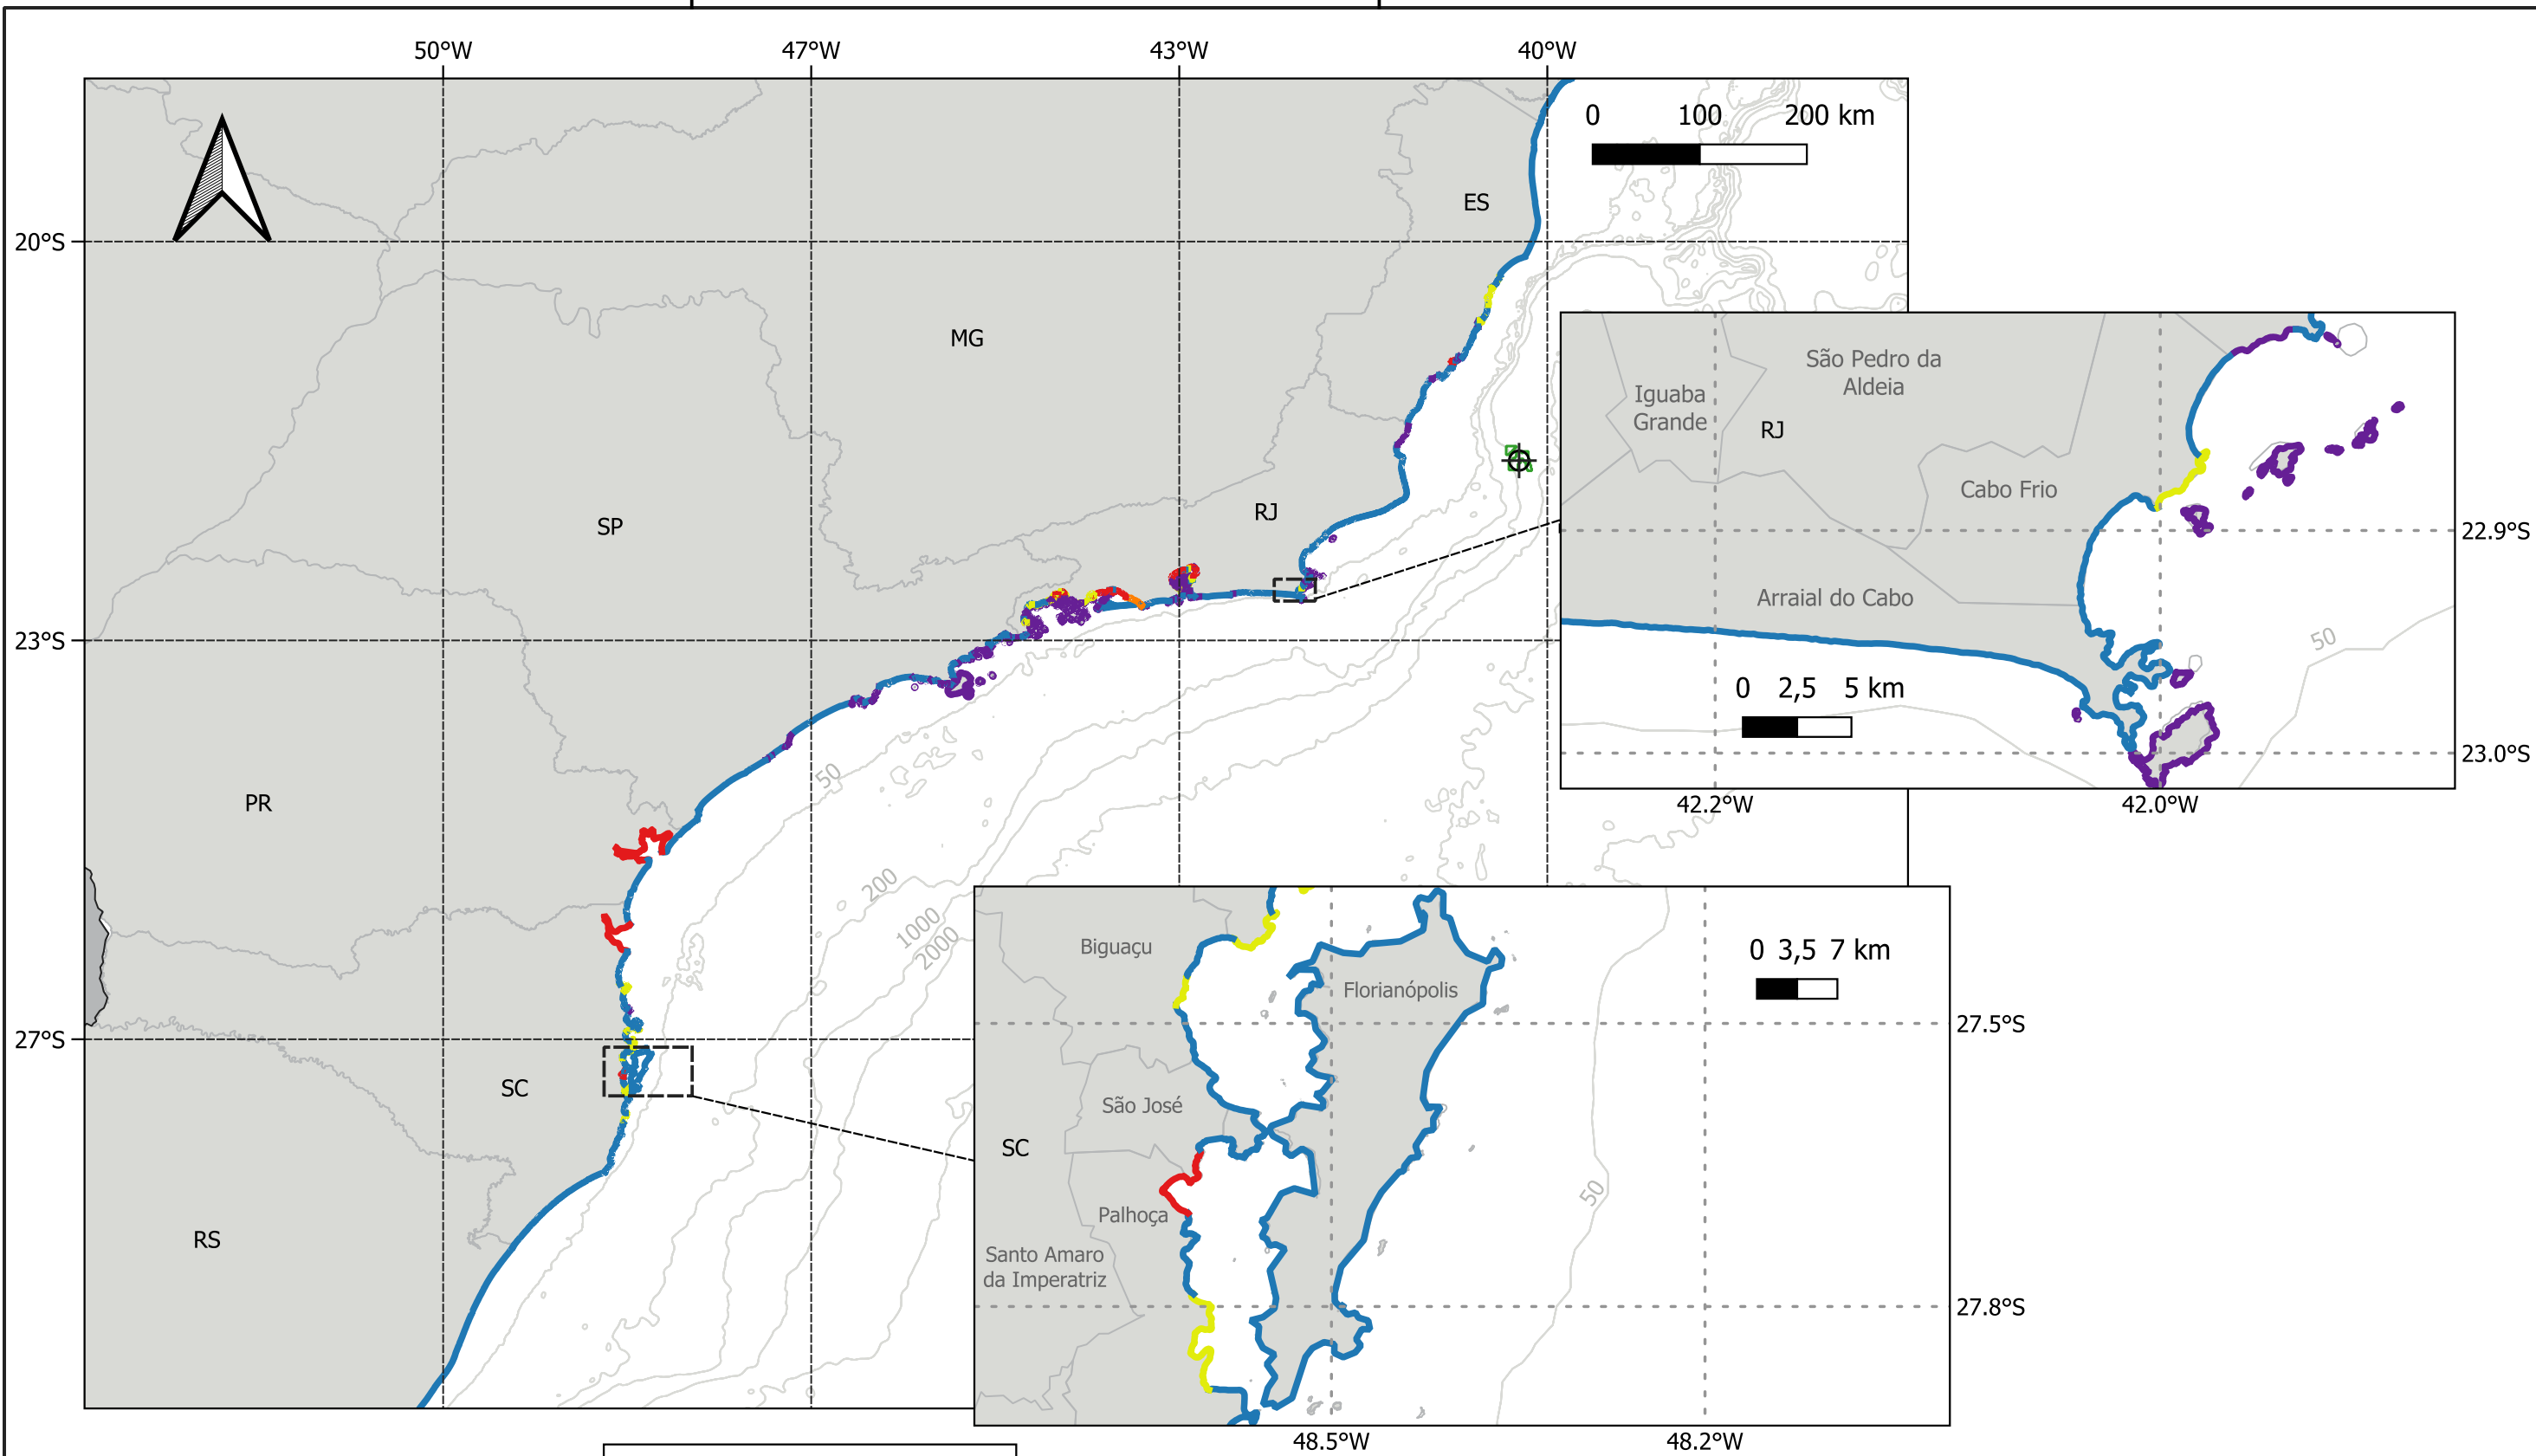 50°W
47°W
43°W
40°W
0 100 200 km
ES
20°S
MG
São Pedro da
Aldeia
Iguaba
Grande
RJ
Cabo Frio
22.9°S
SP
RJ
Arraial do Cabo
50
23°S
0 2,5 5 km
23.0°S
42.2°W
42.0°W
PR
50
200
1000
2000
Biguaçu
0 3,5 7 km
Florianópolis
27.5°S
27°S
SC
São José
SC
50
Palhoça
RS
Santo Amaro
da Imperatriz
27.8°S
48.5°W
48.2°W